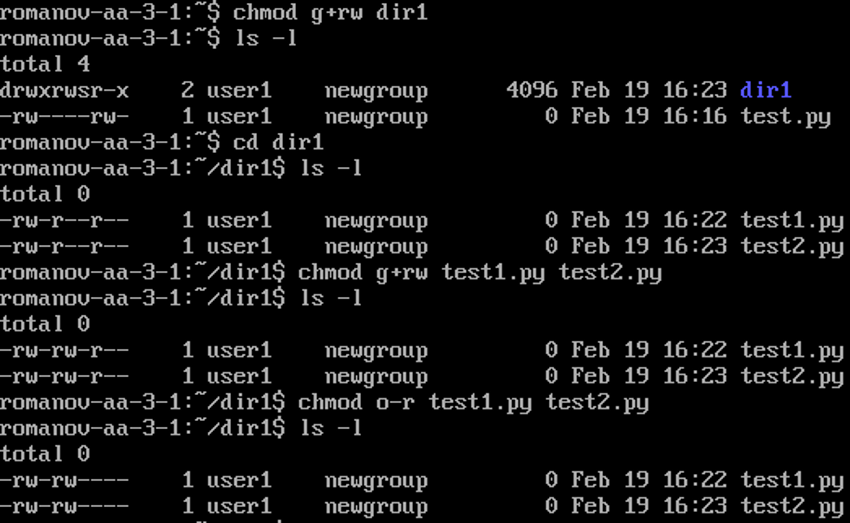 romanov-aa-3-1:~$ chmod g+rw dir1
romanov-aa-3-1:~$ ls -l
total 4
drwxrwsr-x    2 user1    newgroup      4096 Feb 19 16:23 dir1
-rw----rw-    1 user1    newgroup         0 Feb 19 16:16 test.py
romanov-aa-3-1:~$ cd dir1
romanov-aa-3-1:~/dir1$ ls -l
total 0
-rw-r--r--    1 user1    newgroup         0 Feb 19 16:22 test1.py
-rw-r--r--    1 user1    newgroup         0 Feb 19 16:23 test2.py
romanov-aa-3-1:~/dir1$ chmod g+rw test1.py test2.py
romanov-aa-3-1:~/dir1$ ls -l
total 0
-rw-rw-r--    1 user1    newgroup         0 Feb 19 16:22 test1.py
-rw-rw-r--    1 user1    newgroup         0 Feb 19 16:23 test2.py
romanov-aa-3-1:~/dir1$ chmod o-r test1.py test2.py
romanov-aa-3-1:~/dir1$ ls -l
total 0
-rw-rw----    1 user1    newgroup         0 Feb 19 16:22 test1.py
-rw-rw----    1 user1    newgroup         0 Feb 19 16:23 test2.py